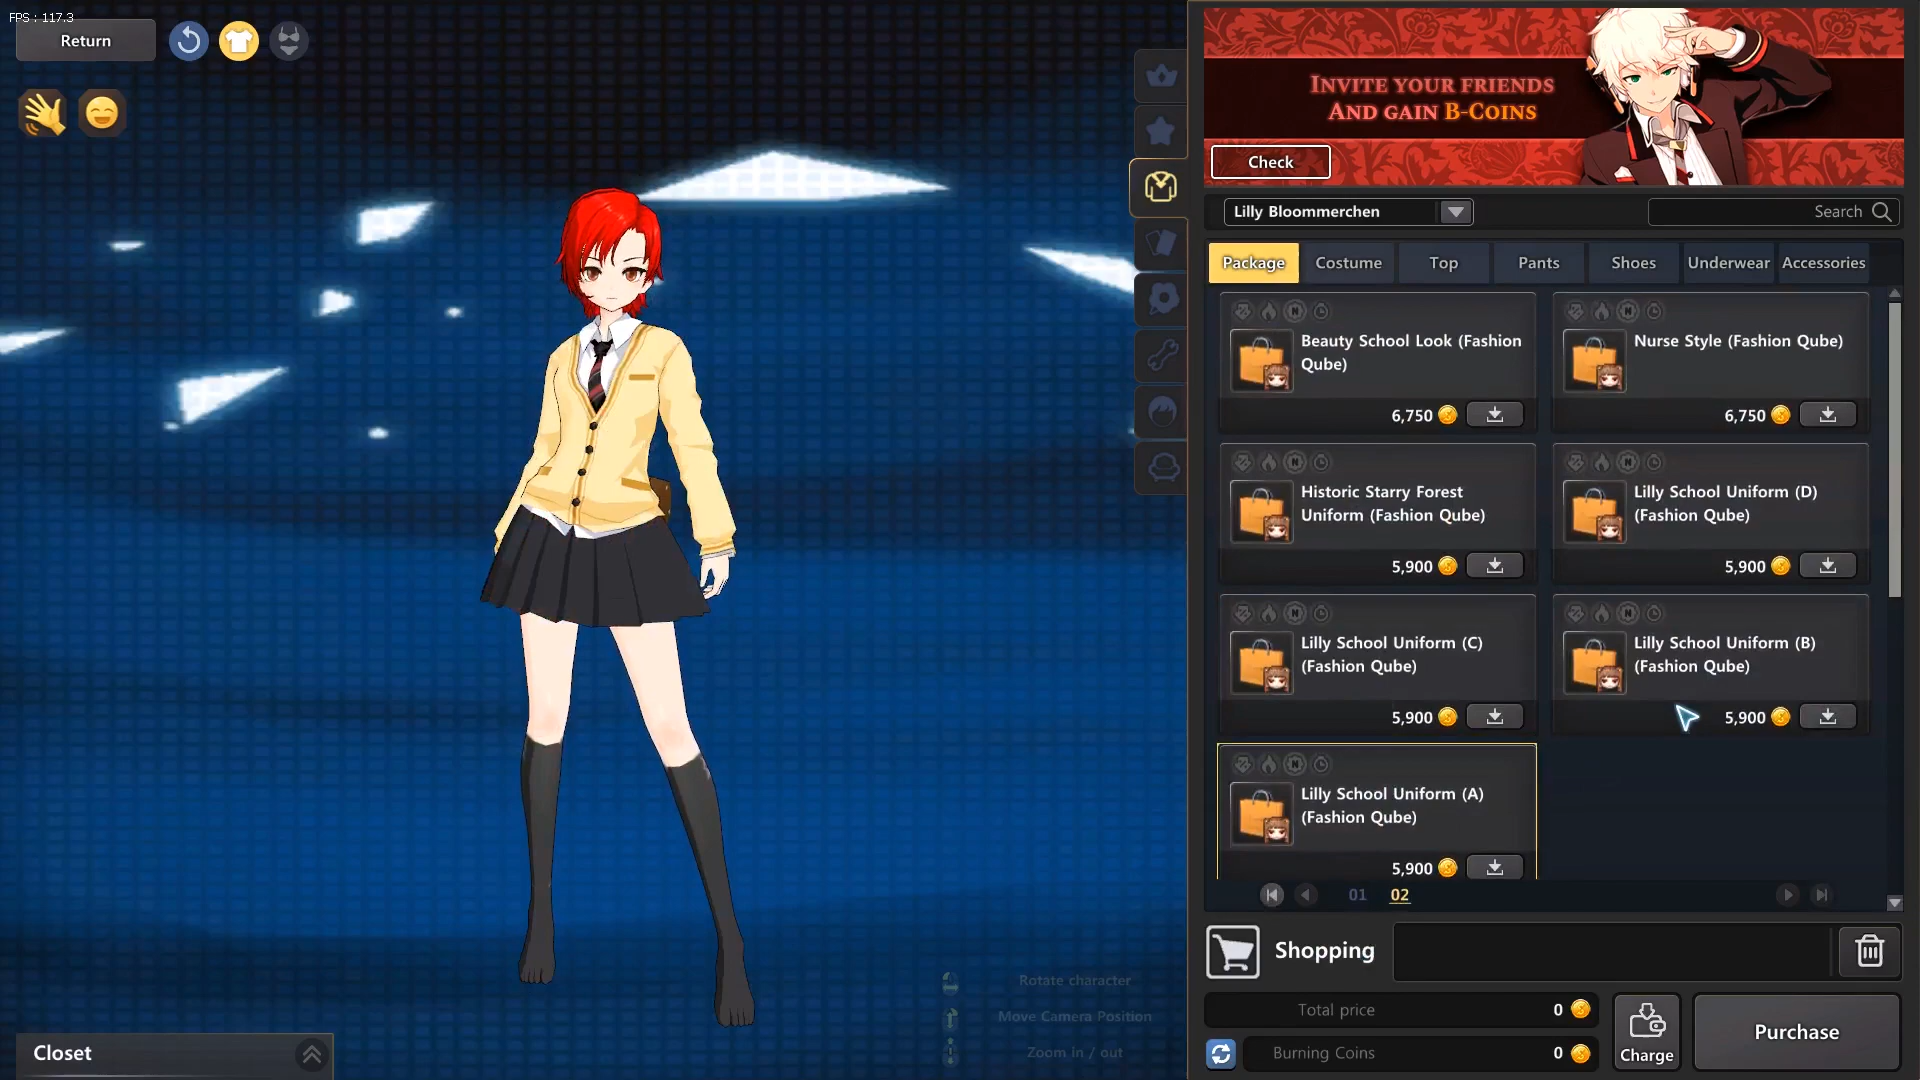 FPS : 117.3
Return
INVITE YOUR FRIENDS
AND GAIN B-COINS
Check
Lilly Bloommerchen
Search
Package
Costume
Top
Pants
Shoes
Underwear
Accessories
Beauty School Look (Fashion
Qube)
6,750
Nurse Style (Fashion Qube)
6,750
Historic Starry Forest
Uniform (Fashion Qube)
5,900
Lilly School Uniform (D)
(Fashion Qube)
5,900
Lilly School Uniform (C)
(Fashion Qube)
5,900
Lilly School Uniform (B)
(Fashion Qube)
5,900
Lilly School Uniform (A)
(Fashion Qube)
5,900
01
02
Shopping
Rotate character
Move Camera Position
Zoom in / out
Total price
0
Burning Coins
0
Charge
Purchase
Closet